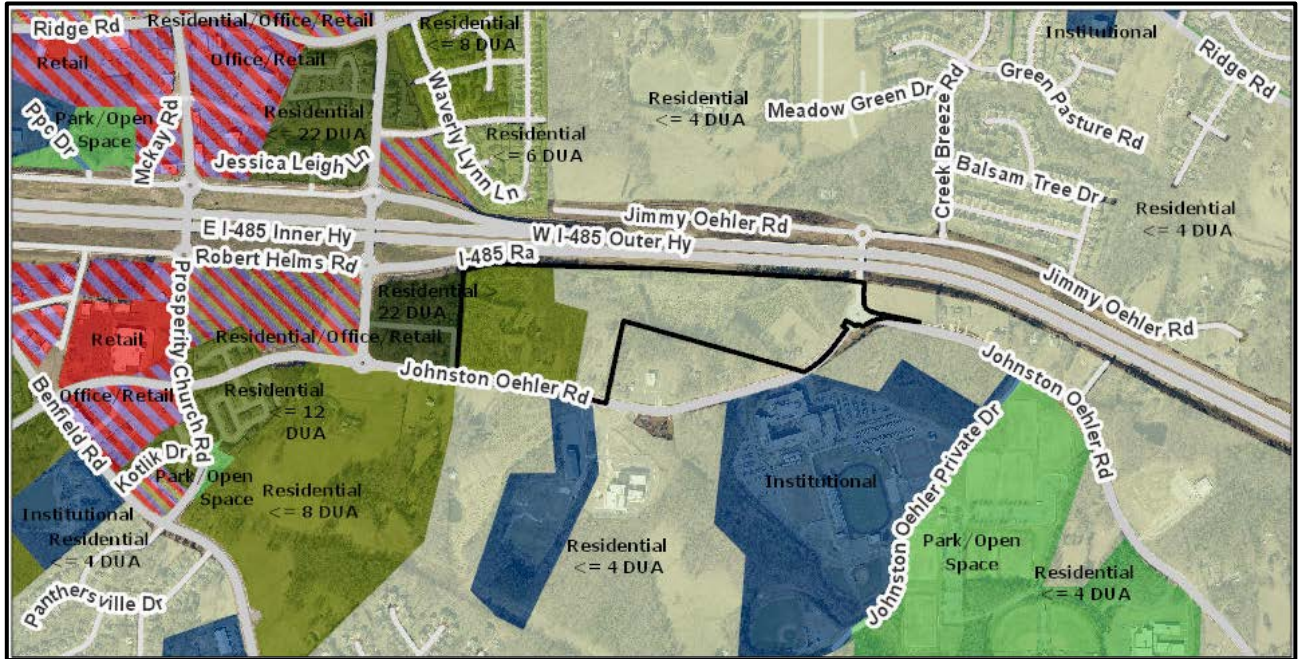 Ridge Rd
Residential/Office/Retail
Residential
<= 8 DUA
Institutional
Ridge Rd
Retail
Office/Retail
Waverly Lynn Ln
Residential
<= 4 DUA
Meadow Green Dr
Creek Breeze Rd
Green Pasture Rd
Ppc Dr
Park/Open
Space
Mckay Rd
Residential
<= 22 DUA
Residential
<= 6 DUA
Jessica Leigh Ln
Balsam Tree Dr
Residential
<= 4 DUA
Jimmy Oehler Rd
E I-485 Inner Hy
W I-485 Outer Hy
Robert Helms Rd
I-485 Ra
Jimmy Oehler Rd
Prosperity Church Rd
Residential
22 DUA
Retail
Residential/Office/Retail
Johnston Oehler Rd
Johnston Oehler Rd
Benfield Rd
Office/Retail
Residential
<= 12
DUA
Kotlik Dr
Park/Open
Space
Residential
<= 8 DUA
Institutional
Residential
<= 4 DUA
Institutional
Johnston Oehler Private Dr
Johnston Oehler Rd
Residential
<= 4 DUA
Park/Open
Space
Residential
<= 4 DUA
Panthersville Dr